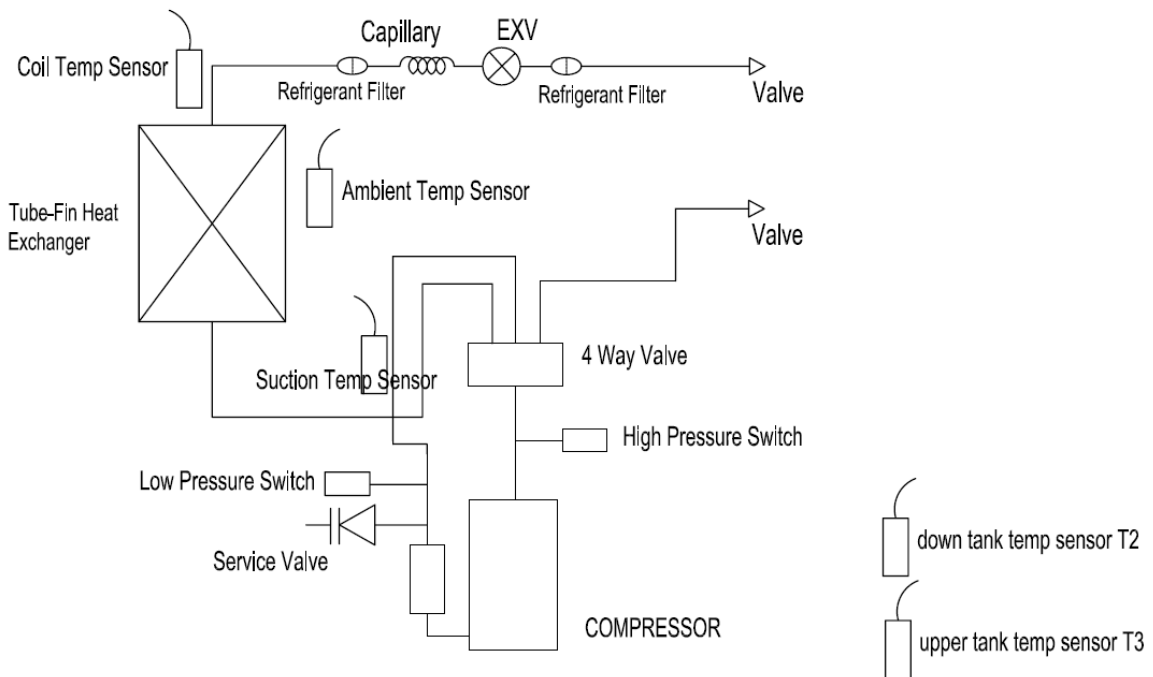 Coil Temp Sensor
Capillary
EXV
Refrigerant Filter
Refrigerant Filter
Valve
Tube-Fin Heat
Exchanger
Ambient Temp Sensor
Valve
Suction Temp Sensor
4 Way Valve
High Pressure Switch
Low Pressure Switch
Service Valve
COMPRESSOR
down tank temp sensor T2
upper tank temp sensor T3